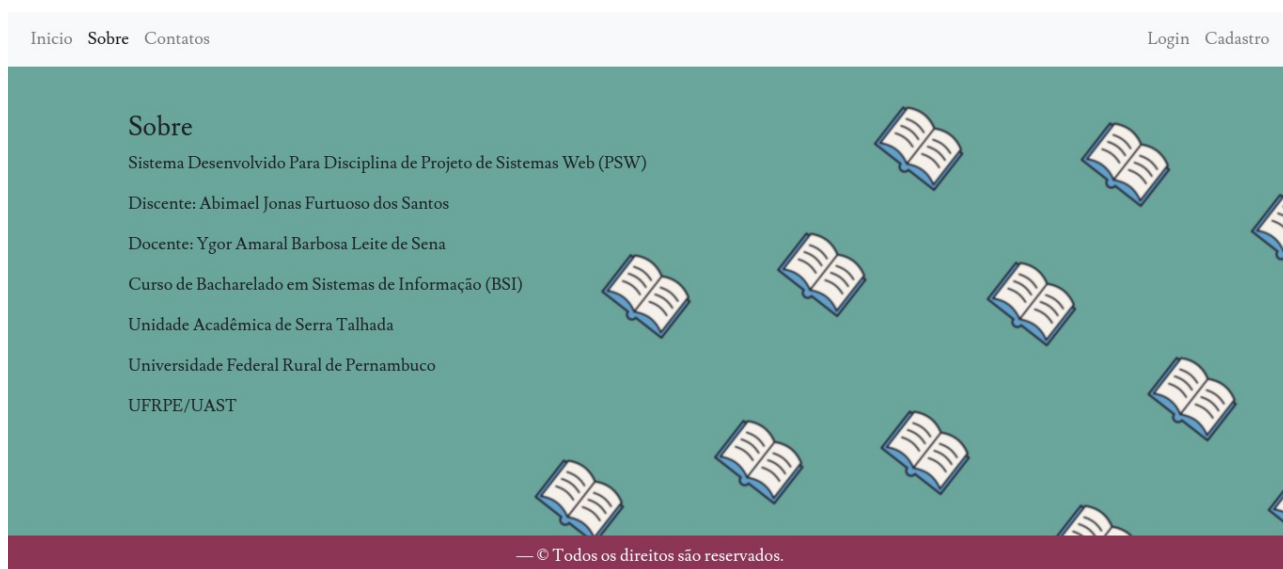 Inicio Sobre Contatos Login Cadastro
Sobre
Sistema Desenvolvido Para Disciplina de Projeto de Sistemas Web (PSW)
Discente: Abimael Jonas Furtuoso dos Santos
Docente: Ygor Amaral Barbosa Leite de Sena
Curso de Bacharelado em Sistemas de Informação (BSI)
Unidade Acadêmica de Serra Talhada
Universidade Federal Rural de Pernambuco
UFRPE/UAST
— © Todos os direitos são reservados.